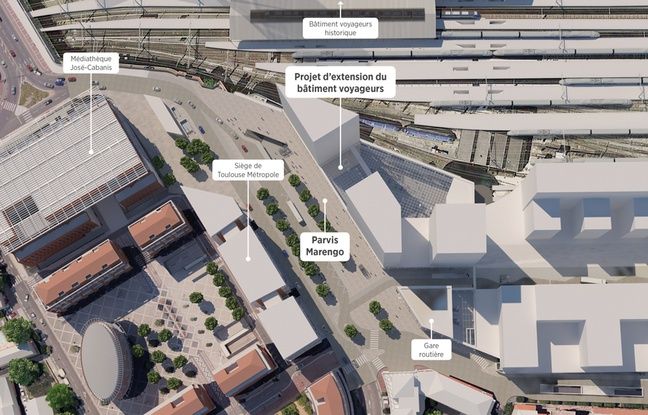 Bâtiment voyageurs
historique
Médiathèque
José-Cabanis
Projet d'extension du
bâtiment voyageurs
Siège de
Toulouse Métropole
Parvis
Marengo
Gare
routière